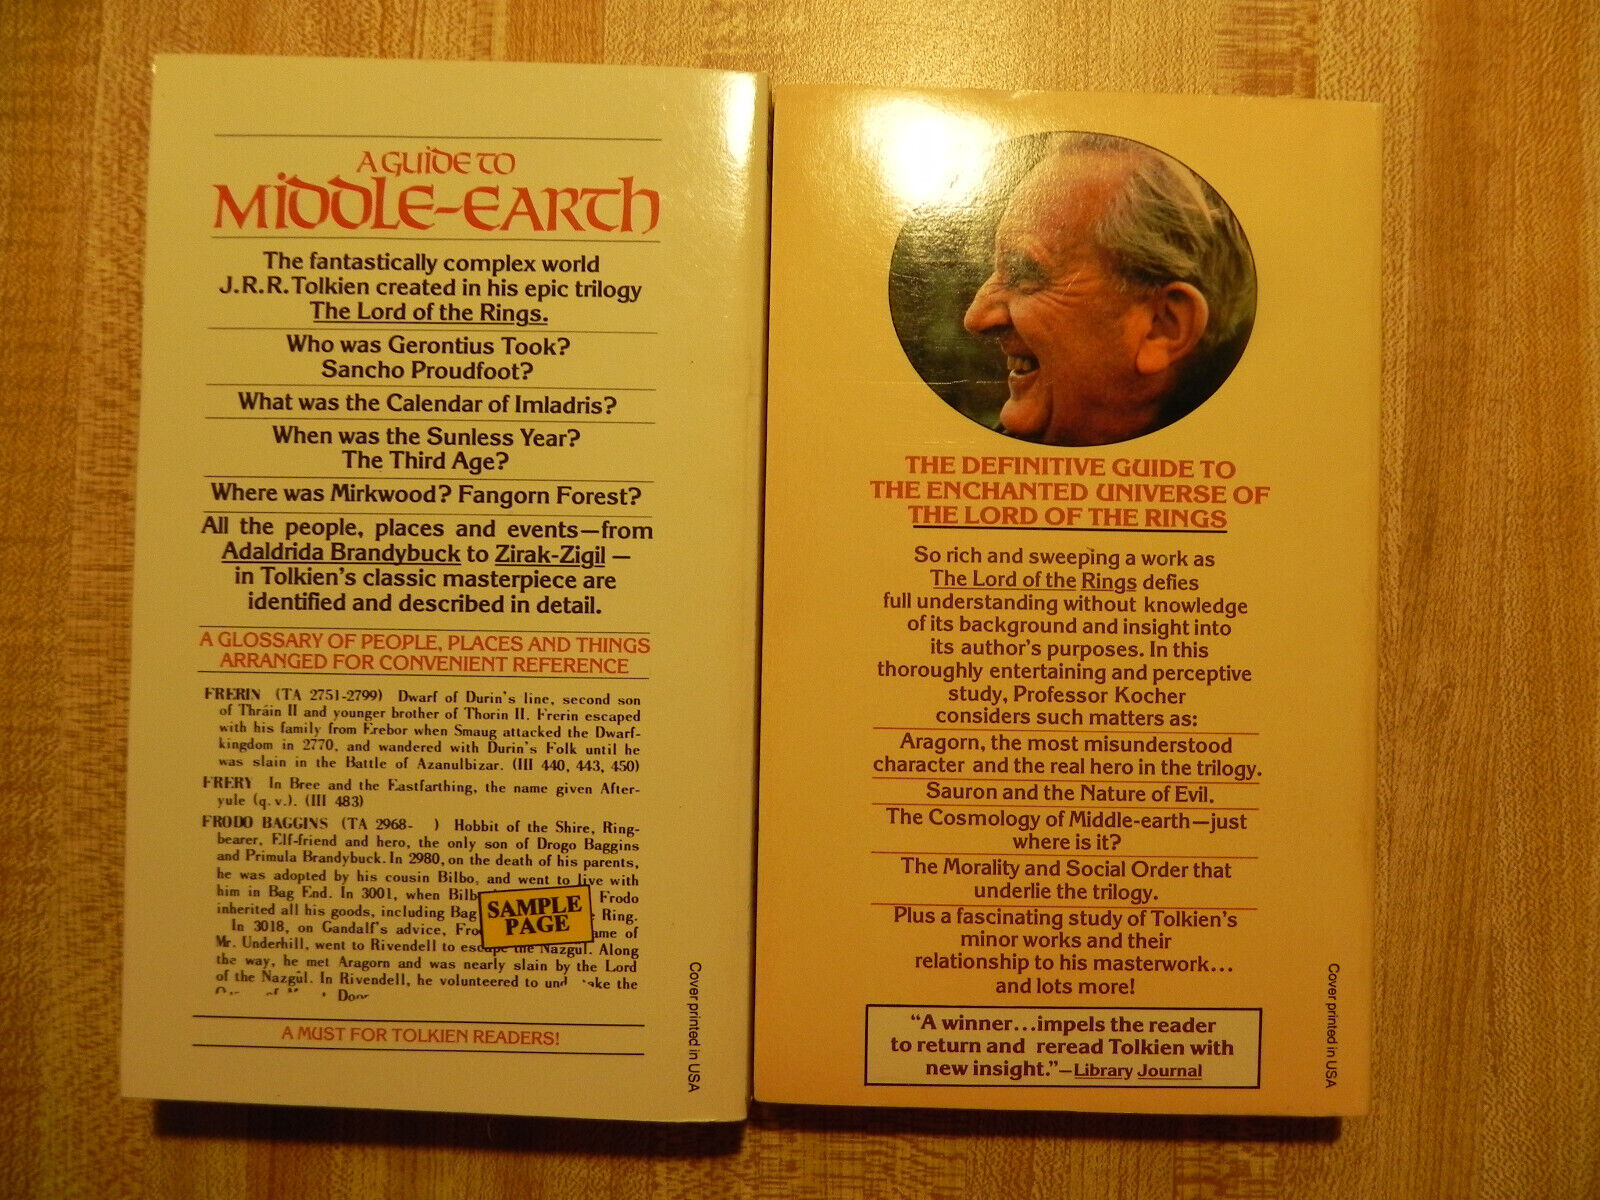 A GUIDE TO
MIDDLE-EARTH
The fantastically complex world
J.R.R. Tolkien created in his epic trilogy
The Lord of the Rings.
Who was Gerontius Took?
Sancho Proudfoot?
What was the Calendar of Imladris?
When was the Sunless Year?
The Third Age?
Where was Mirkwood? Fangorn Forest?
All the people, places and events—from
Adaldrida Brandybuck to Zirak-Zigil —
in Tolkien's classic masterpiece are
identified and described in detail.
A GLOSSARY OF PEOPLE, PLACES AND THINGS
ARRANGED FOR CONVENIENT REFERENCE
FRERIN (TA 2751-2799) Dwarf of Durin's line, second son
of Thráin II and younger brother of Thorin II. Frerin escaped
with his family from Erebor when Smaug attacked the Dwarf-
kingdom in 2770, and wandered with Durin's Folk until he
was slain in the Battle of Azanulbizar. (III 440, 443, 450)
FRERY In Bree and the Eastfarthing, the name given After-
yule (q.v.). (III 483)
FRODO BAGGINS (TA 2968- ) Hobbit of the Shire, Ring-
bearer, Elf-friend and hero, the only son of Drogo Baggins
and Primula Brandybuck. In 2980, on the death of his parents,
he was adopted by his cousin Bilbo, and went to live with
him in Bag End. In 3001, when Bilb Frodo
inherited all his goods, including Bag Ring.
In 3018, on Gandalf's advice, Fro ame of
Mr. Underhill, went to Rivendell to escape the Nazgûl. Along
the way, he met Aragorn and was nearly slain by the Lord
of the Nazgûl. In Rivendell, he volunteered to und ake the
SAMPLE
PAGE
A MUST FOR TOLKIEN READERS!
Cover printed in USA
THE DEFINITIVE GUIDE TO
THE ENCHANTED UNIVERSE OF
THE LORD OF THE RINGS
So rich and sweeping a work as
The Lord of the Rings defies
full understanding without knowledge
of its background and insight into
its author's purposes. In this
thoroughly entertaining and perceptive
study, Professor Kocher
considers such matters as:
Aragorn, the most misunderstood
character and the real hero in the trilogy.
Sauron and the Nature of Evil.
The Cosmology of Middle-earth—just
where is it?
The Morality and Social Order that
underlie the trilogy.
Plus a fascinating study of Tolkien's
minor works and their
relationship to his masterwork...
and lots more!
"A winner...impels the reader
to return and reread Tolkien with
new insight."—Library Journal
Cover printed in USA